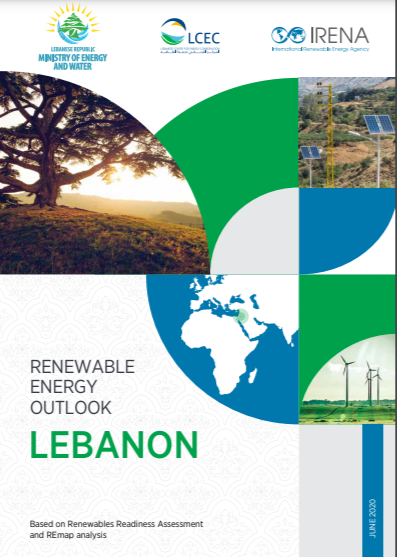 LEBANESE REPUBLIC
MINISTRY OF ENERGY
AND WATER
LCEC
IRENA
International Renewable Energy Agency
RENEWABLE
ENERGY
OUTLOOK
LEBANON
Based on Renewables Readiness Assessment
and REmap analysis
JUNE 2020